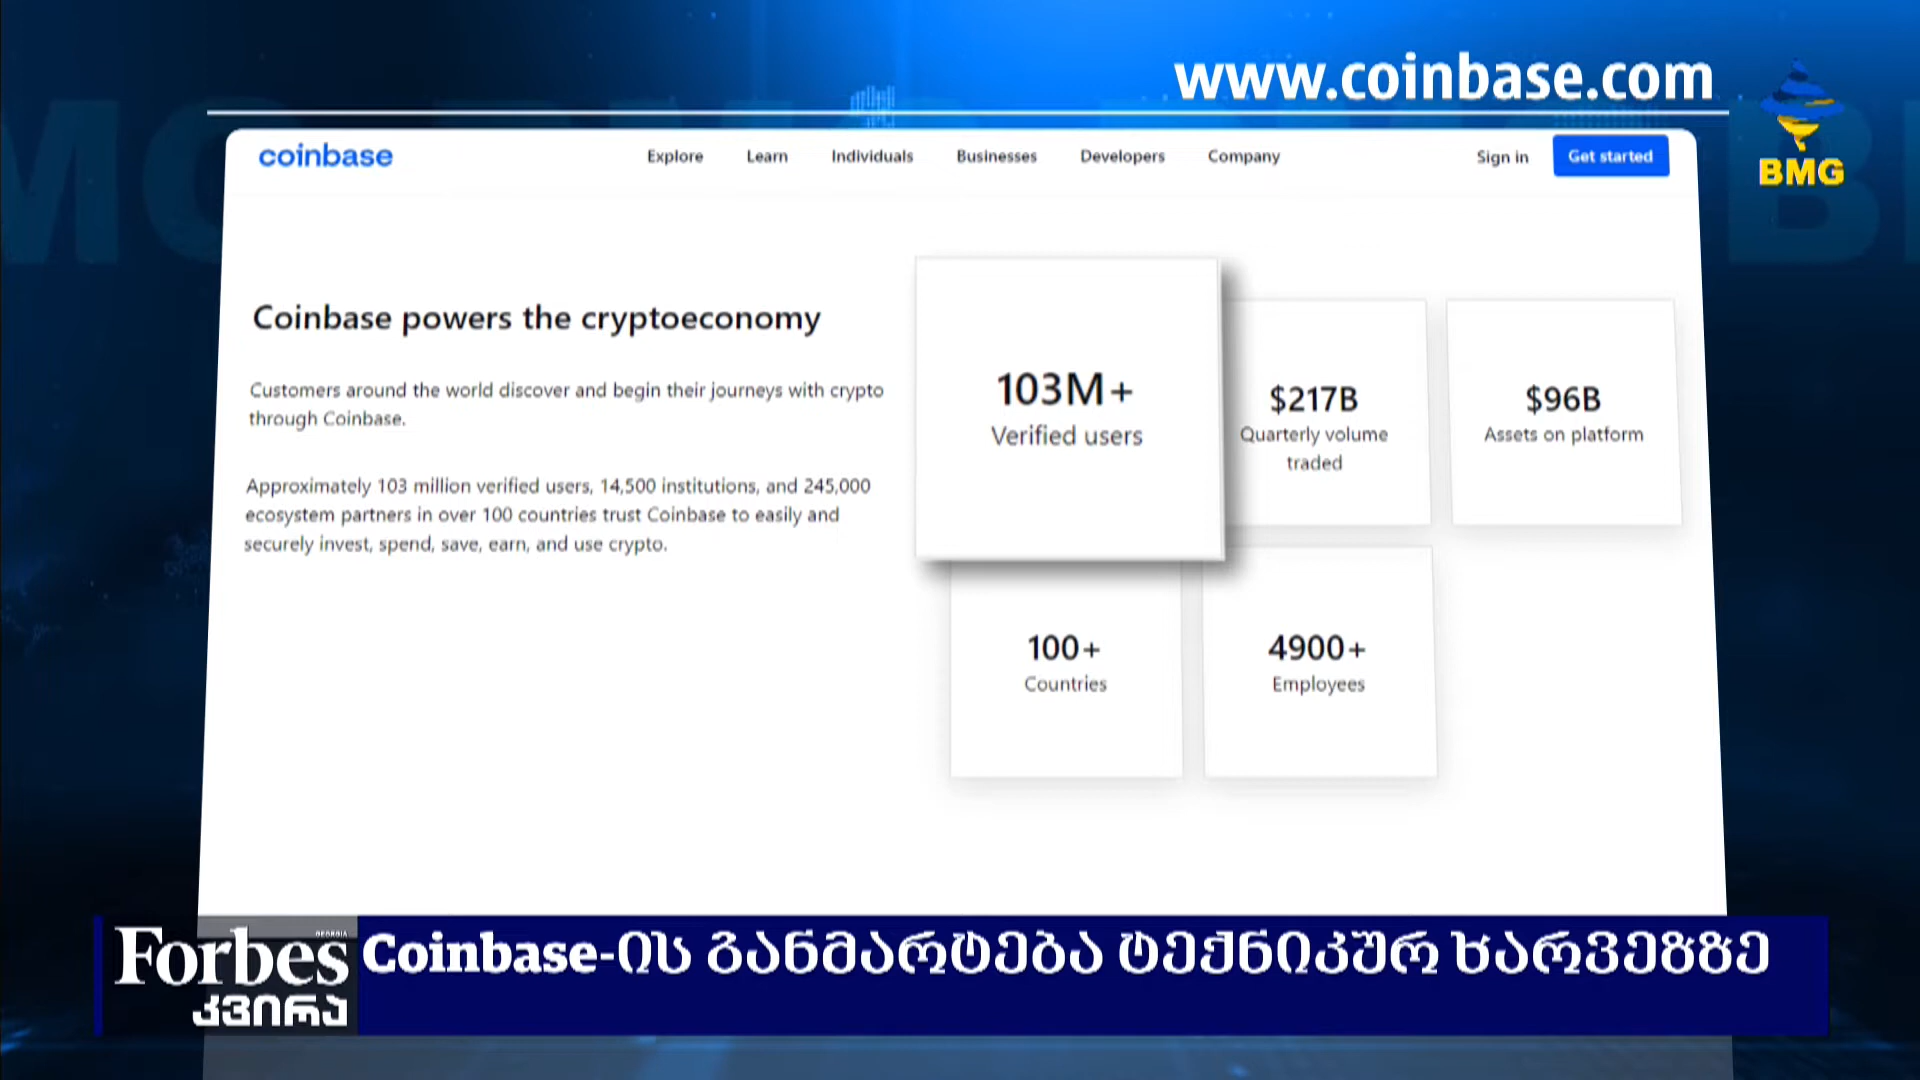 www.coinbase.com
BMG
coinbase
Explore
Learn
Individuals
Businesses
Developers
Company
Sign in
Get started
Coinbase powers the cryptoeconomy
Customers around the world discover and begin their journeys with crypto
through Coinbase.
Approximately 103 million verified users, 14,500 institutions, and 245,000
ecosystem partners in over 100 countries trust Coinbase to easily and
securely invest, spend, save, earn, and use crypto.
103M+
Verified users
$217B
Quarterly volume
traded
$96B
Assets on platform
100+
Countries
4900+
Employees
Forbes
GEORGIA
კვირა
Coinbase-ის განმარტება ტექნიკურ ხარვეზზე